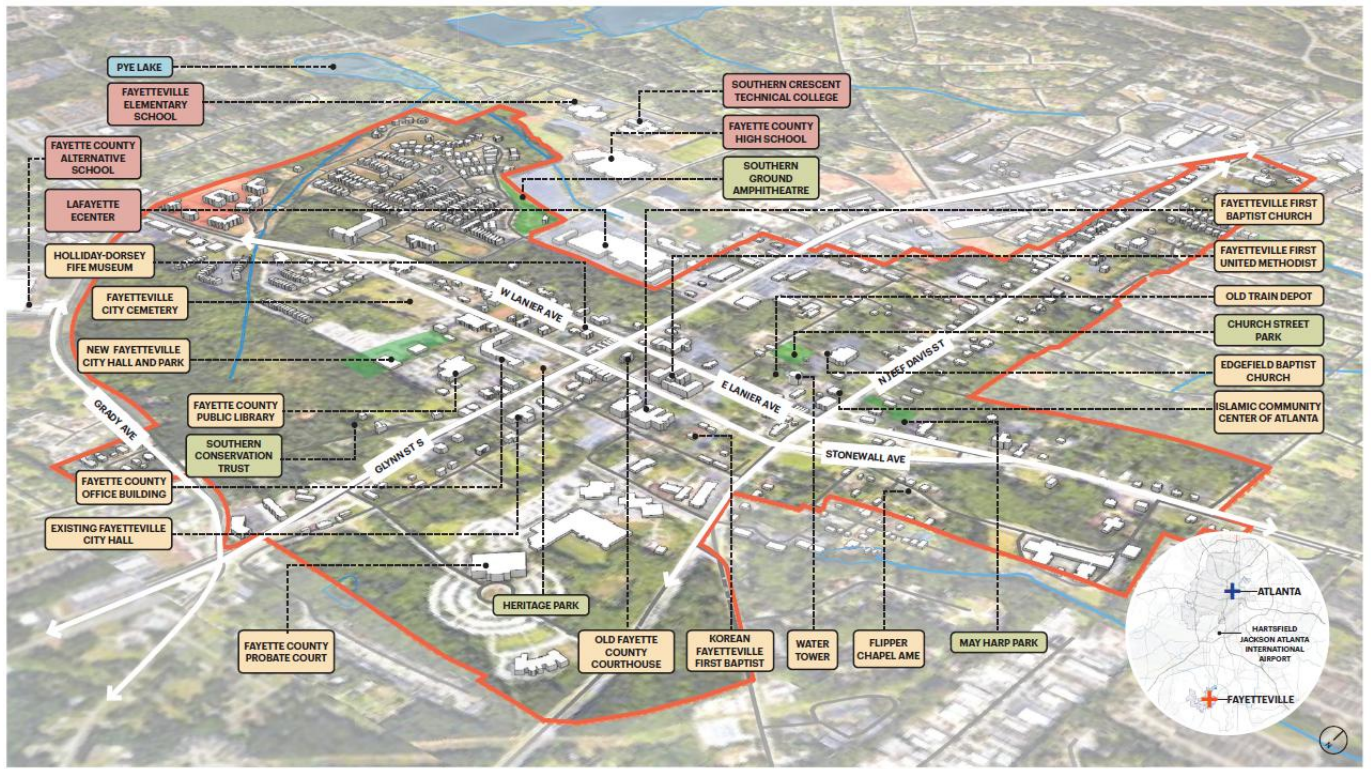 PYE LAKE
FAYETTEVILLE
ELEMENTARY
SCHOOL
FAYETTE COUNTY
ALTERNATIVE
SCHOOL
LAFAYETTE
ECENTER
HOLLIDAY-DORSEY
FIFE MUSEUM
FAYETTEVILLE
CITY CEMETERY
NEW FAYETTEVILLE
CITY HALL AND PARK
FAYETTE COUNTY
PUBLIC LIBRARY
SOUTHERN
CONSERVATION
TRUST
FAYETTE COUNTY
OFFICE BUILDING
EXISTING FAYETTEVILLE
CITY HALL
FAYETTE COUNTY
PROBATE COURT
HERITAGE PARK
OLD FAYETTE
COUNTY
COURTHOUSE
KOREAN
FAYETTEVILLE
FIRST BAPTIST
WATER
TOWER
FLIPPER
CHAPEL AME
MAY HARP PARK
SOUTHERN CRESCENT
TECHNICAL COLLEGE
FAYETTE COUNTY
HIGH SCHOOL
SOUTHERN
GROUND
AMPHITHEATRE
FAYETTEVILLE FIRST
BAPTIST CHURCH
FAYETTEVILLE FIRST
UNITED METHODIST
OLD TRAIN DEPOT
CHURCH STREET
PARK
EDGEFIELD BAPTIST
CHURCH
ISLAMIC COMMUNITY
CENTER OF ATLANTA
W LANIER AVE
E LANIER AVE
N JEFF DAVIS ST
STONEWALL AVE
GLYNN ST S
GRADY AVE
ATLANTA
HARTSFIELD
JACKSON ATLANTA
INTERNATIONAL
AIRPORT
FAYETTEVILLE
N